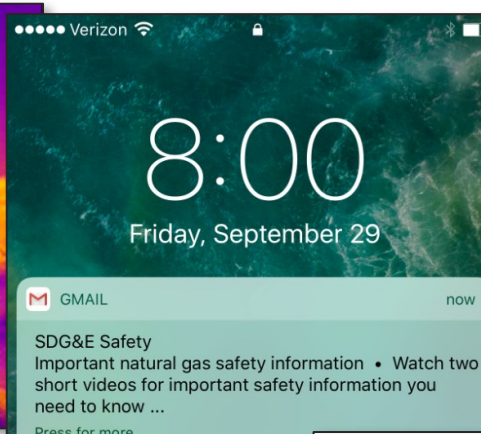 Verizon
8:00
Friday, September 29
GMAIL now
SDG&E Safety
Important natural gas safety information • Watch two
short videos for important safety information you
need to know ...
Press for more